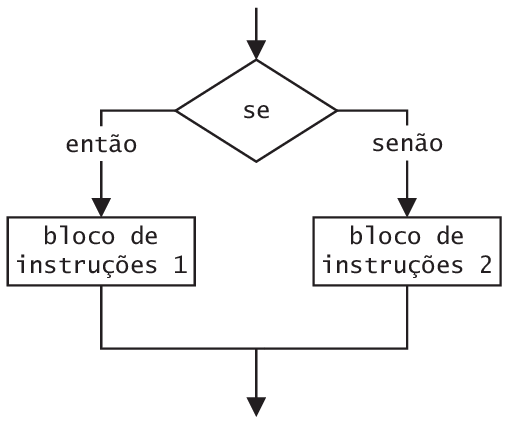 se
então
senão
bloco de
instruções 1
bloco de
instruções 2